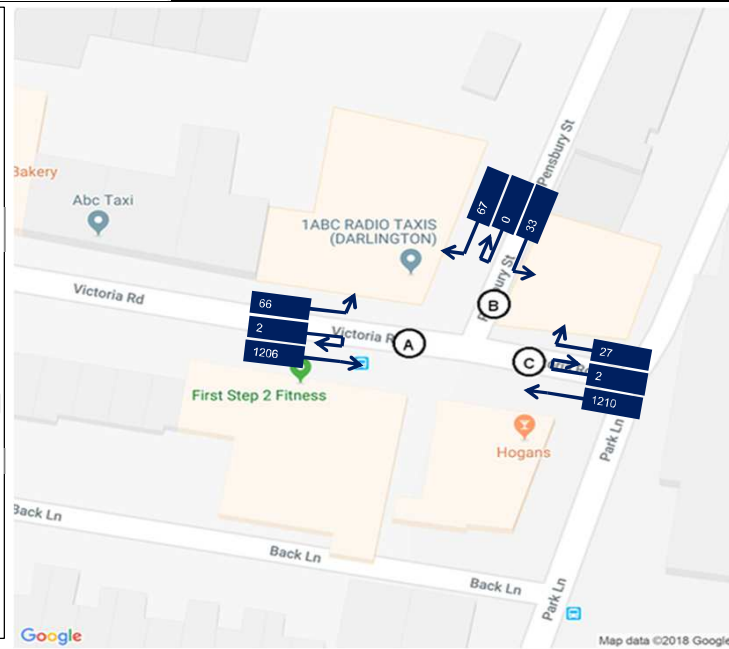 Pensbury St
Bakery
Abc Taxi
67
0
33
1ABC RADIO TAXIS
(DARLINGTON)
Victoria Rd
66
2
1206
Victoria R
A
B
C
27
2
1210
First Step 2 Fitness
Hogans
Park Ln
Back Ln
Back Ln
Back Ln
Park Ln
Google
Map data ©2018 Google